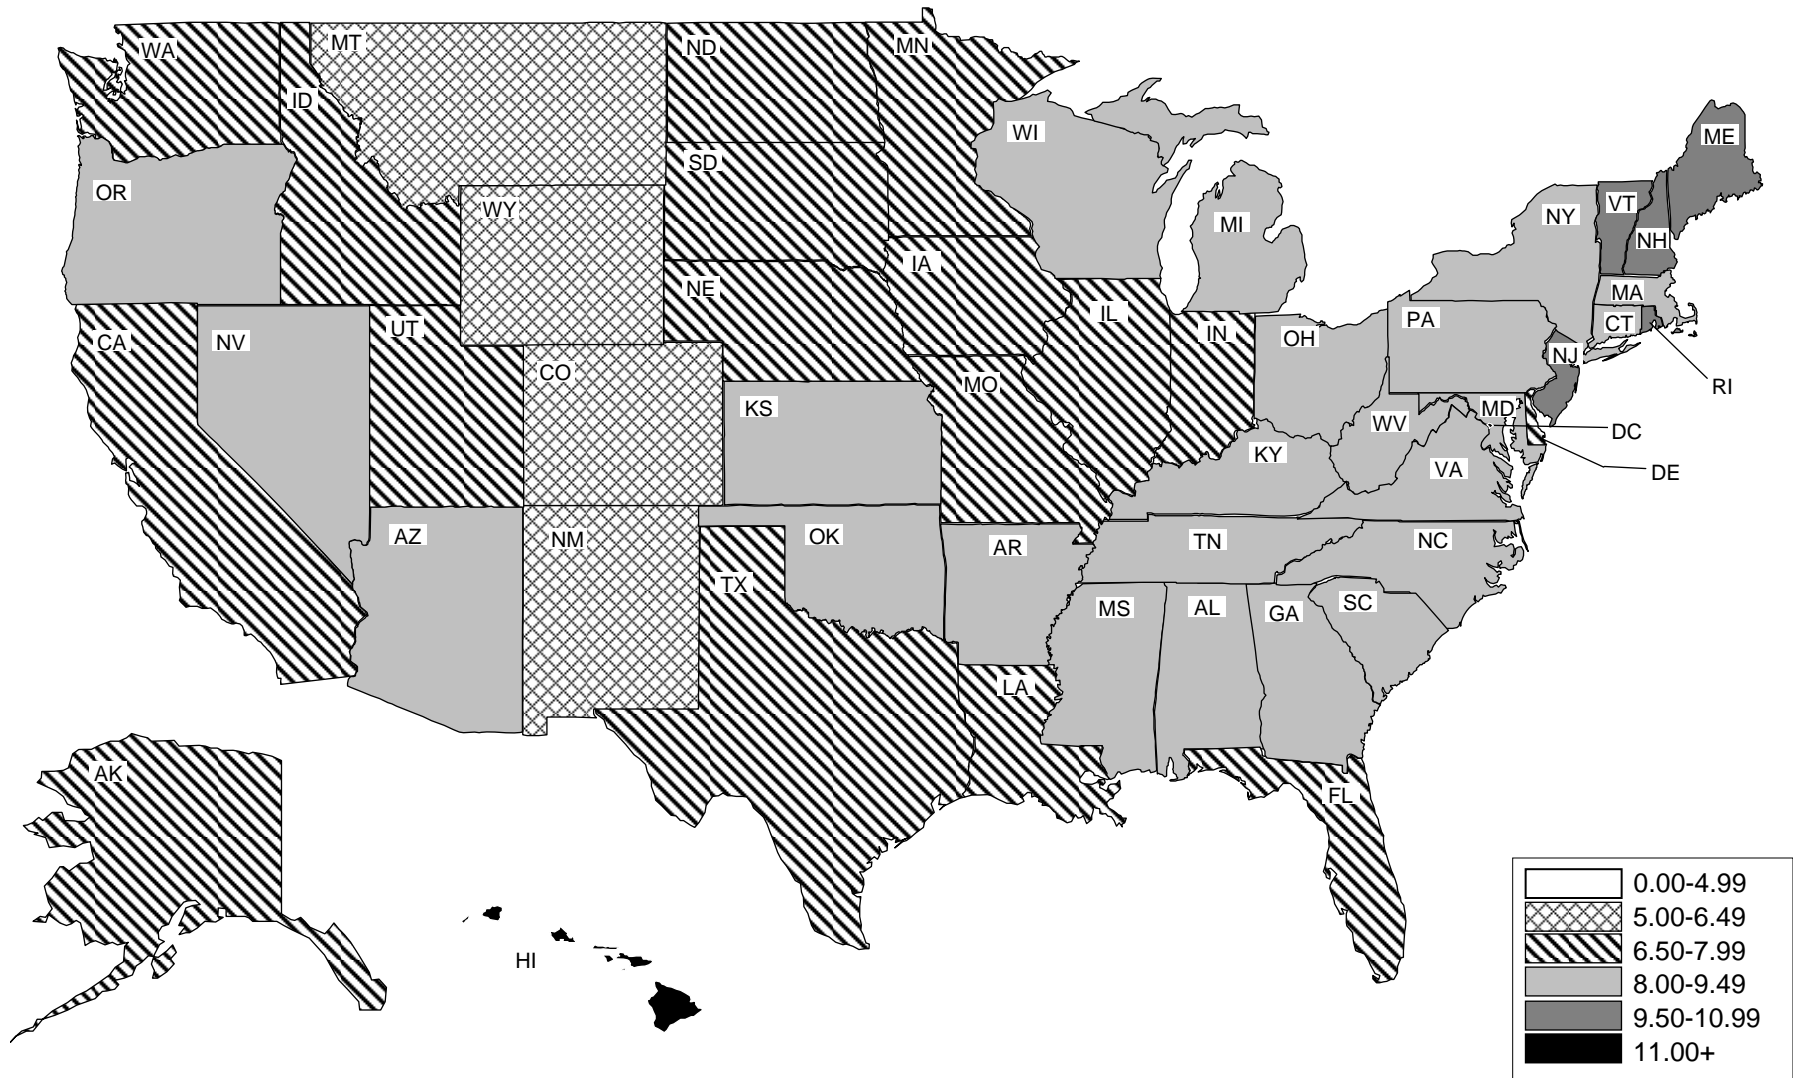 WA
MT
ND
MN
ID
WI
ME
SD
OR
WY
VT
NY
MI
NH
IA
NE
MA
IL
PA
CT
UT
IN
CA
NV
OH
NJ
CO
MO
RI
KS
MD
WV
DC
KY
VA
DE
AZ
OK
NM
AR
TN
NC
TX
MS
AL
GA
SC
LA
AK
FL
HI
0.00-4.99
5.00-6.49
6.50-7.99
8.00-9.49
9.50-10.99
11.00+